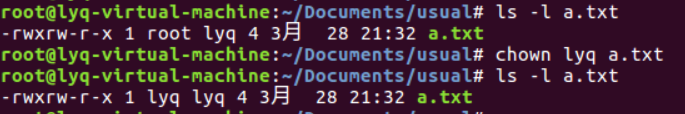 root@lyq-virtual-machine:~/Documents/usual# ls -l a.txt
-rwxrw-r-x 1 root lyq 4 3月  28 21:32 a.txt
root@lyq-virtual-machine:~/Documents/usual# chown lyq a.txt
root@lyq-virtual-machine:~/Documents/usual# ls -l a.txt
-rwxrw-r-x 1 lyq lyq 4 3月  28 21:32 a.txt